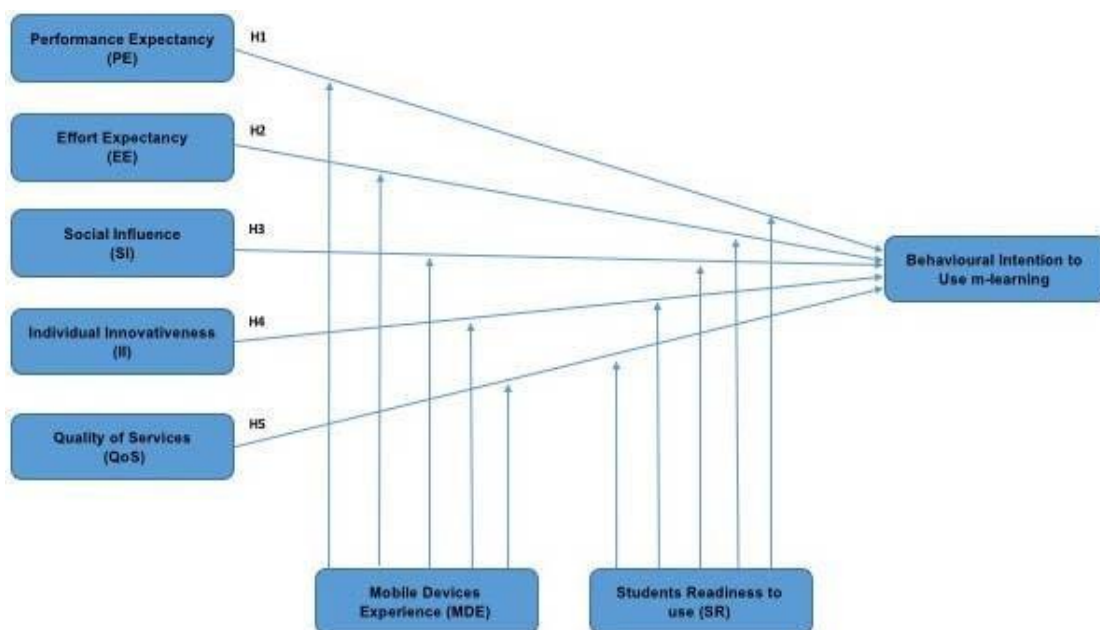 Performance Expectancy
(PE)
H1
Effort Expectancy
(EE)
H2
Social Influence
(SI)
H3
Individual Innovativeness
(II)
H4
Quality of Services
(QoS)
H5
Behavioural Intention to
Use m-learning
Mobile Devices
Experience (MDE)
Students Readiness to
use (SR)